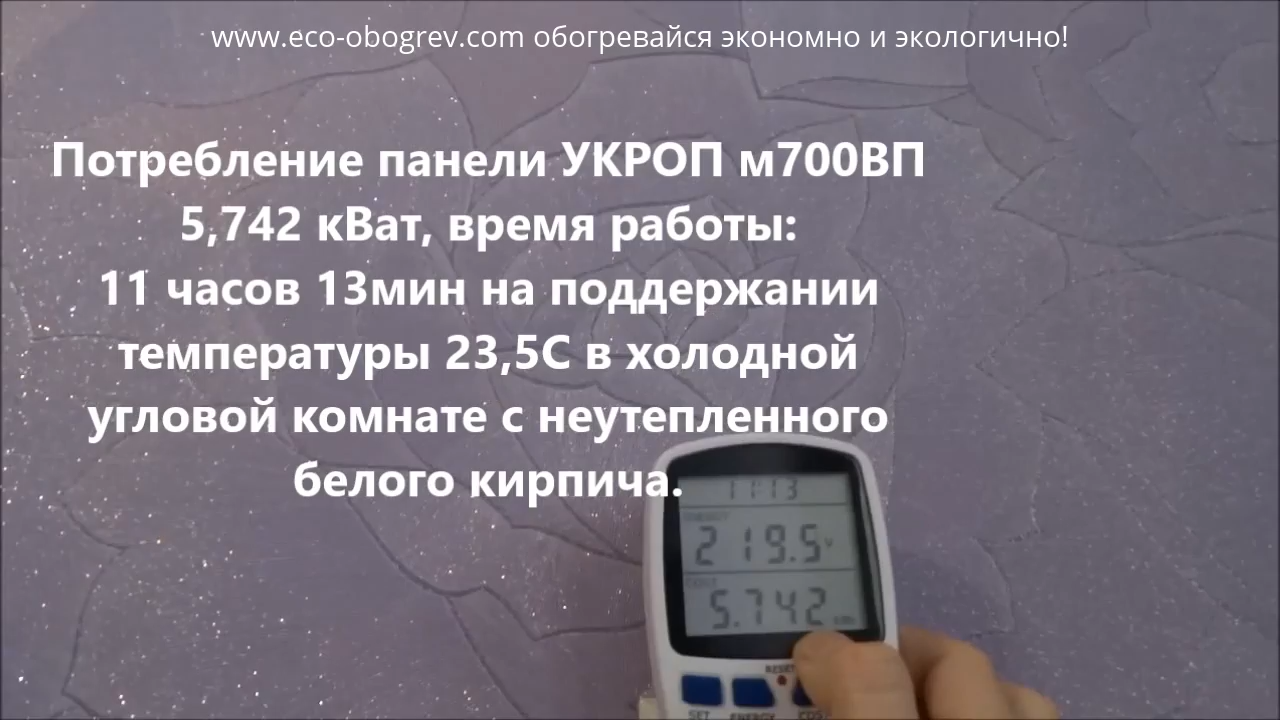 www.eco-obogrev.com обогревайся экономно и экологично!
Потребление панели УКРОП м700ВП
5,742 кВат, время работы:
11 часов 13мин на поддержании
температуры 23,5С в холодной
угловой комнате с неутепленного
белого кирпича.
11:13
ENERGY
219.5 V
5.742
RESET
SET ENERGY COST